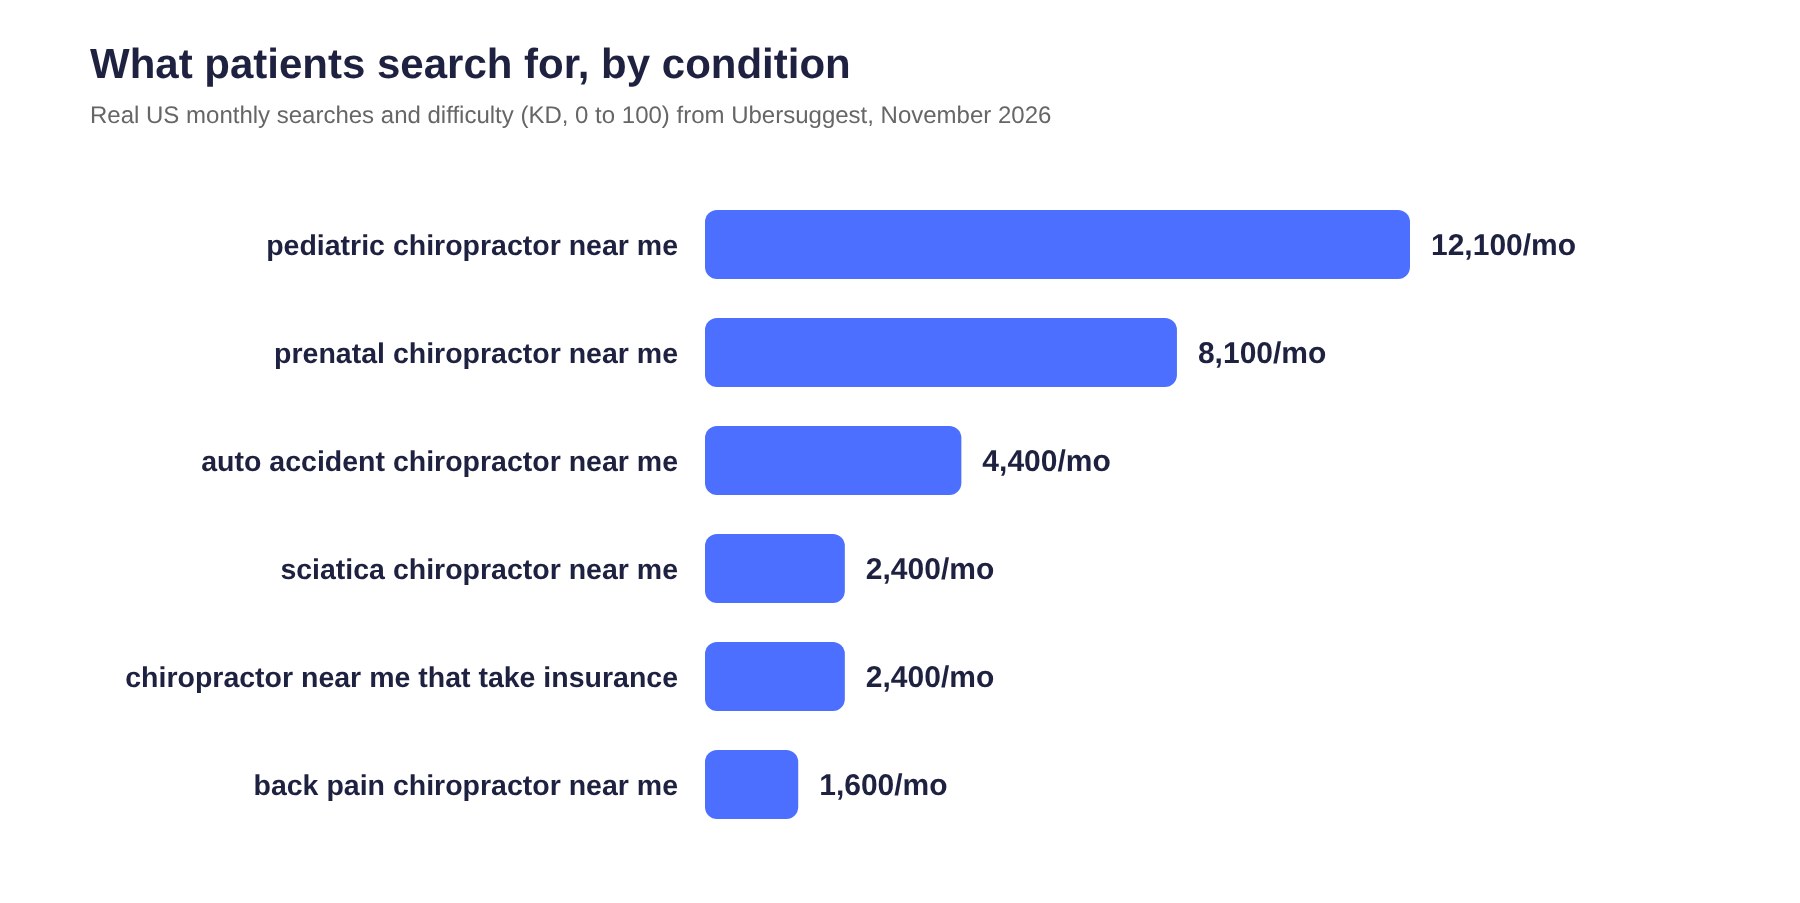 What patients search for, by condition
Real US monthly searches and difficulty (KD, 0 to 100) from Ubersuggest, November 2026
pediatric chiropractor near me 12,100/mo
prenatal chiropractor near me 8,100/mo
auto accident chiropractor near me 4,400/mo
sciatica chiropractor near me 2,400/mo
chiropractor near me that take insurance 2,400/mo
back pain chiropractor near me 1,600/mo